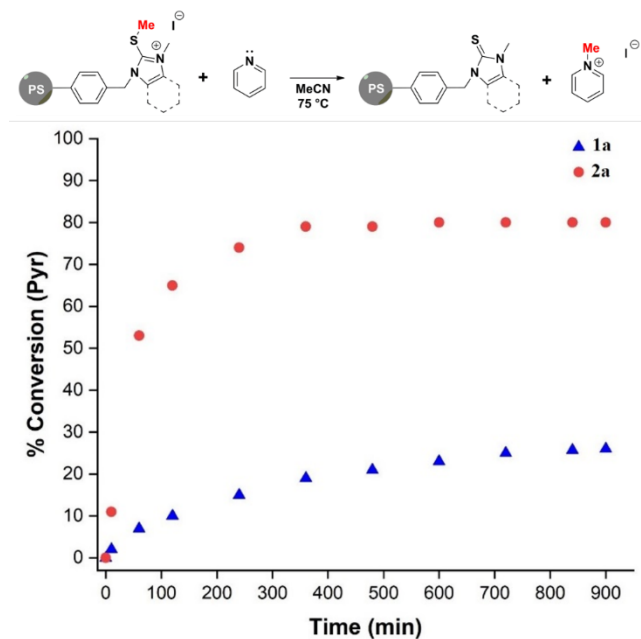 Me
S
I⊖
N
⊕
N
PS
+
N̈
MeCN
75 °C
S
N
N
PS
+
Me
N
⊕
I⊖
% Conversion (Pyr)
100
90
80
70
60
50
40
30
20
10
0
1a
2a
0 100 200 300 400 500 600 700 800 900
Time (min)